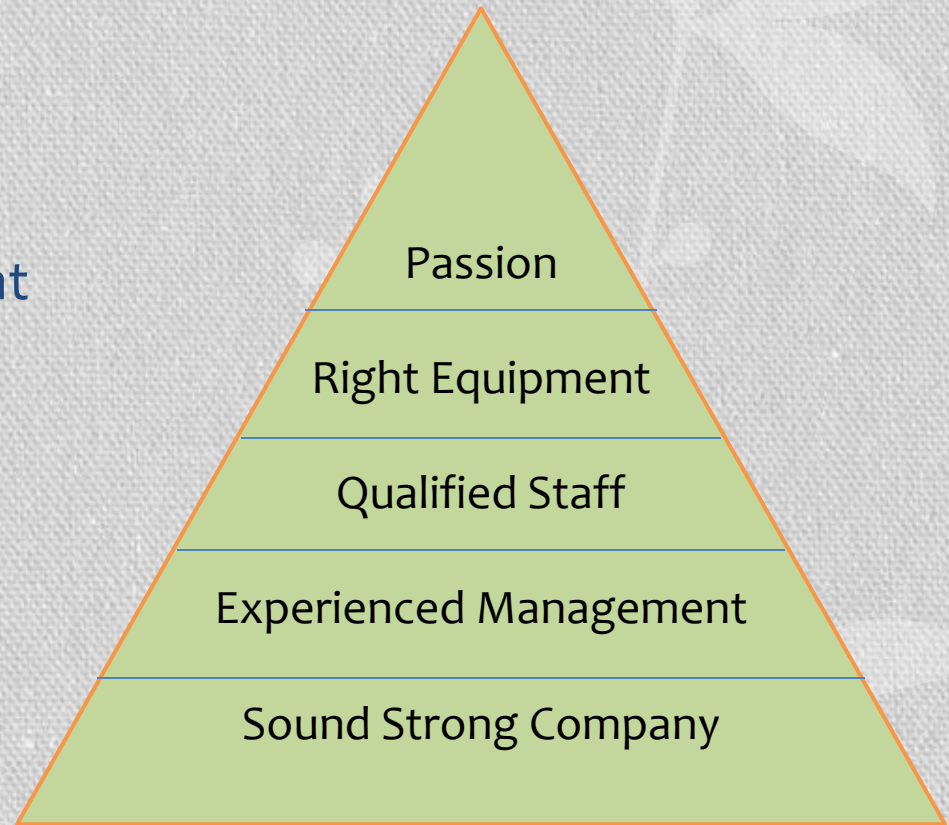 Passion
Right Equipment
Qualified Staff
Experienced Management
Sound Strong Company